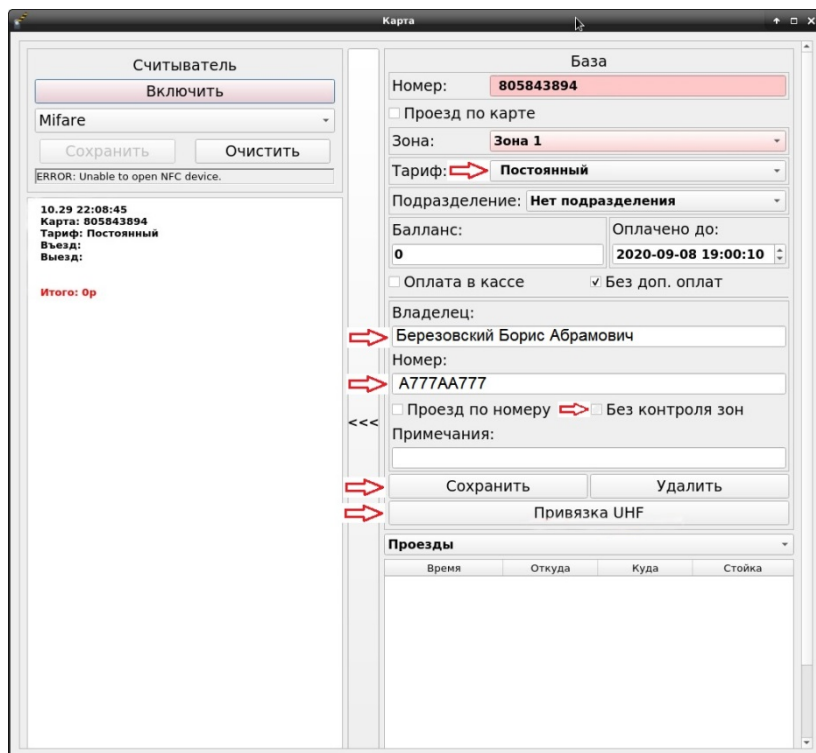 Карта
Считыватель
Включить
Mifare
Сохранить
Очистить
ERROR: Unable to open NFC device.
10.29 22:08:45
Карта: 805843894
Тариф: Постоянный
Въезд:
Выезд:
Итого: 0р
<<<
База
Номер: 805843894
Проезд по карте
Зона: Зона 1
Тариф: Постоянный
Подразделение: Нет подразделения
Балланс: Оплачено до:
0 2020-09-08 19:00:10
Оплата в кассе Без доп. оплат
Владелец:
Березовский Борис Абрамович
Номер:
А777АА777
Проезд по номеру Без контроля зон
Примечания:
Сохранить Удалить
Привязка UHF
Проезды
Время Откуда Куда Стойка